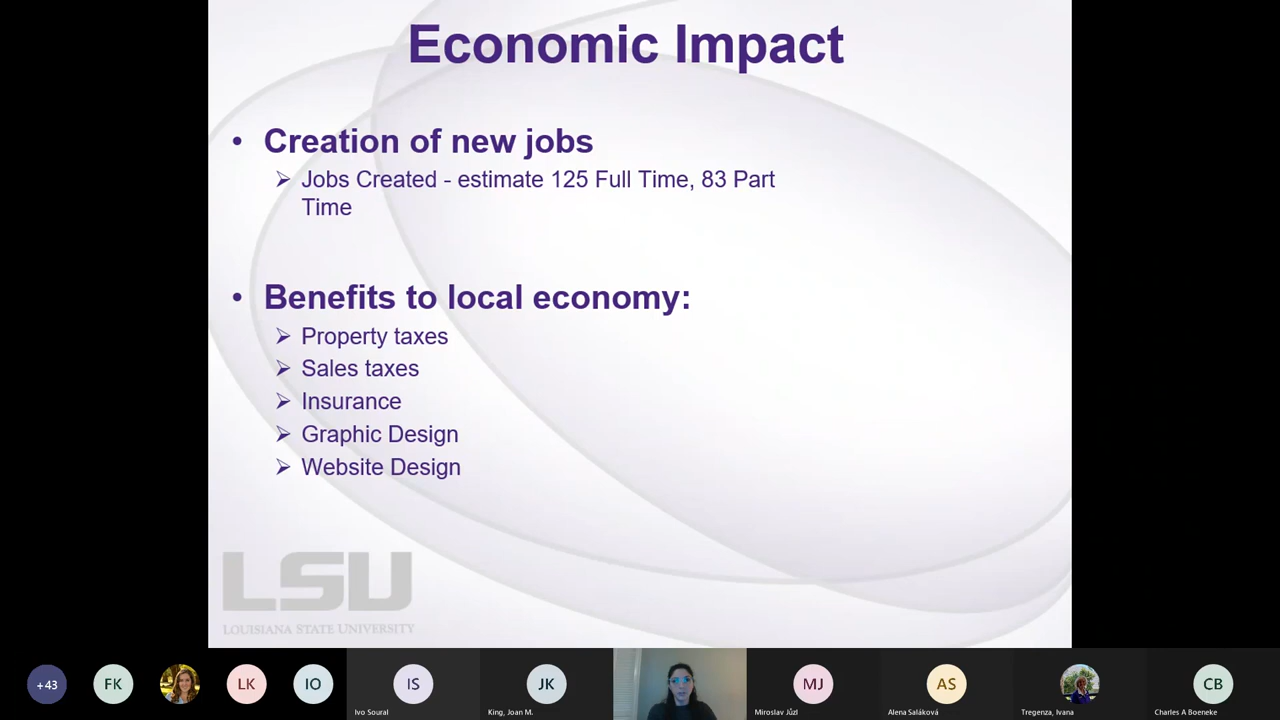 Economic Impact
• Creation of new jobs
➢ Jobs Created - estimate 125 Full Time, 83 Part
Time
• Benefits to local economy:
➢ Property taxes
➢ Sales taxes
➢ Insurance
➢ Graphic Design
➢ Website Design
LSU
LOUISIANA STATE UNIVERSITY
+43
FK
LK
IO
IS
Ivo Soural
JK
King, Joan M.
MJ
Miroslav Jůzl
AS
Alena Saláková
Tregenza, Ivana
CB
Charles A Boeneke